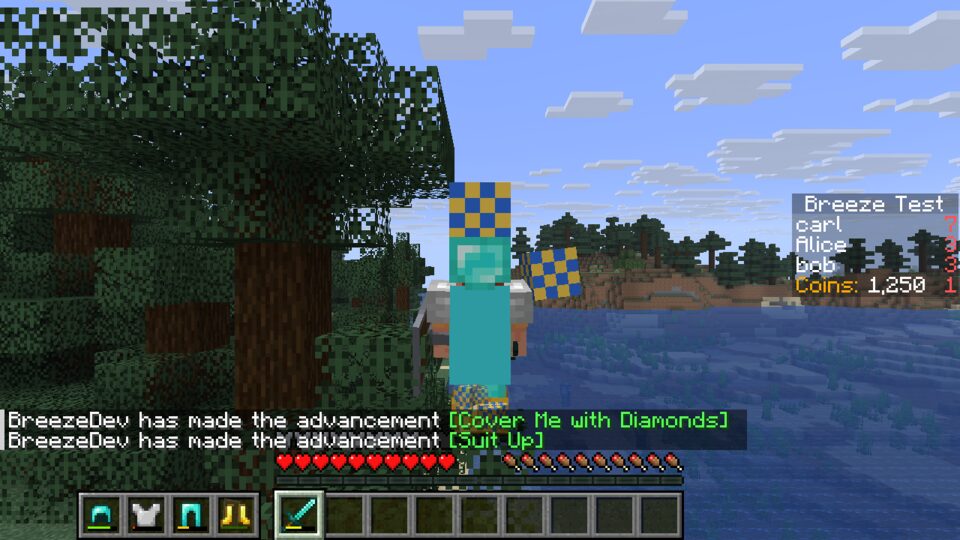 Breeze Test
carl 7
Alice 3
bob 3
Coins: 1,250 1
BreezeDev has made the advancement [Cover Me with Diamonds]
BreezeDev has made the advancement [Suit Up]